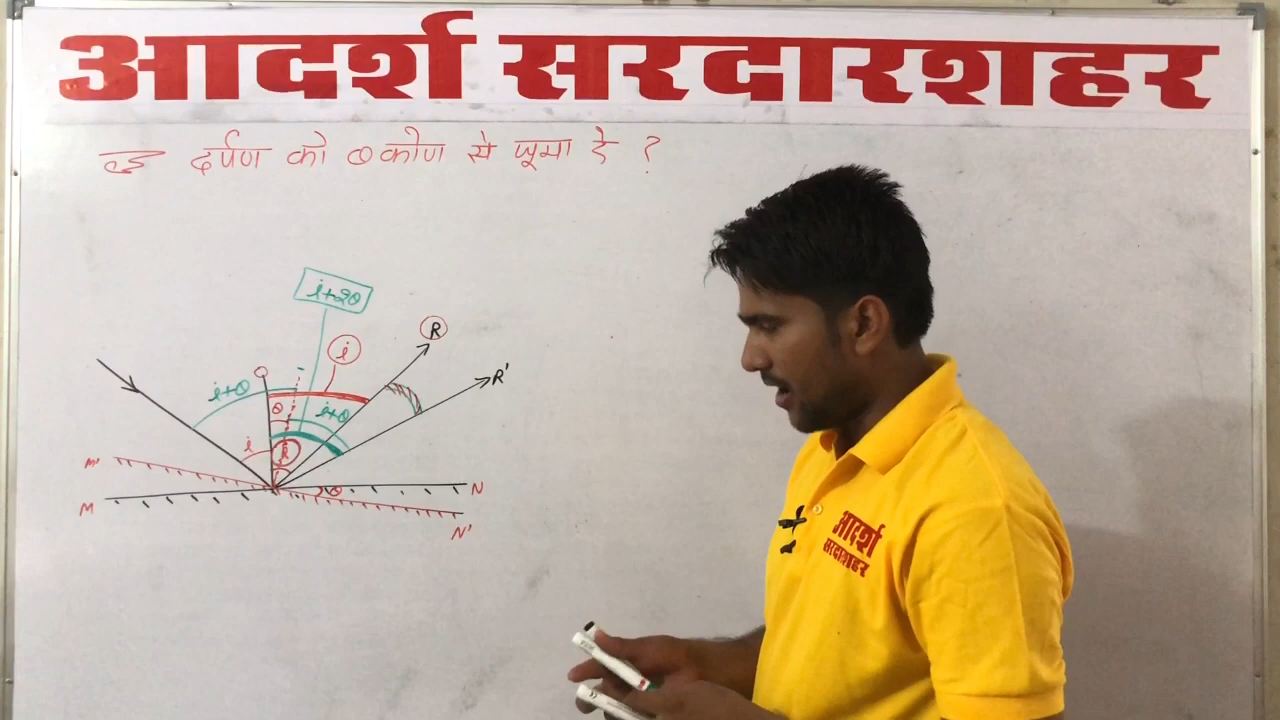 आदर्श सरदारशहर
दर्पण को θ कोण से घूमा दे ?
i+2θ
i
R
R'
i+θ
θ
i+θ
i
M'
M
θ
N
N'
आदर्श
सरदारशहर